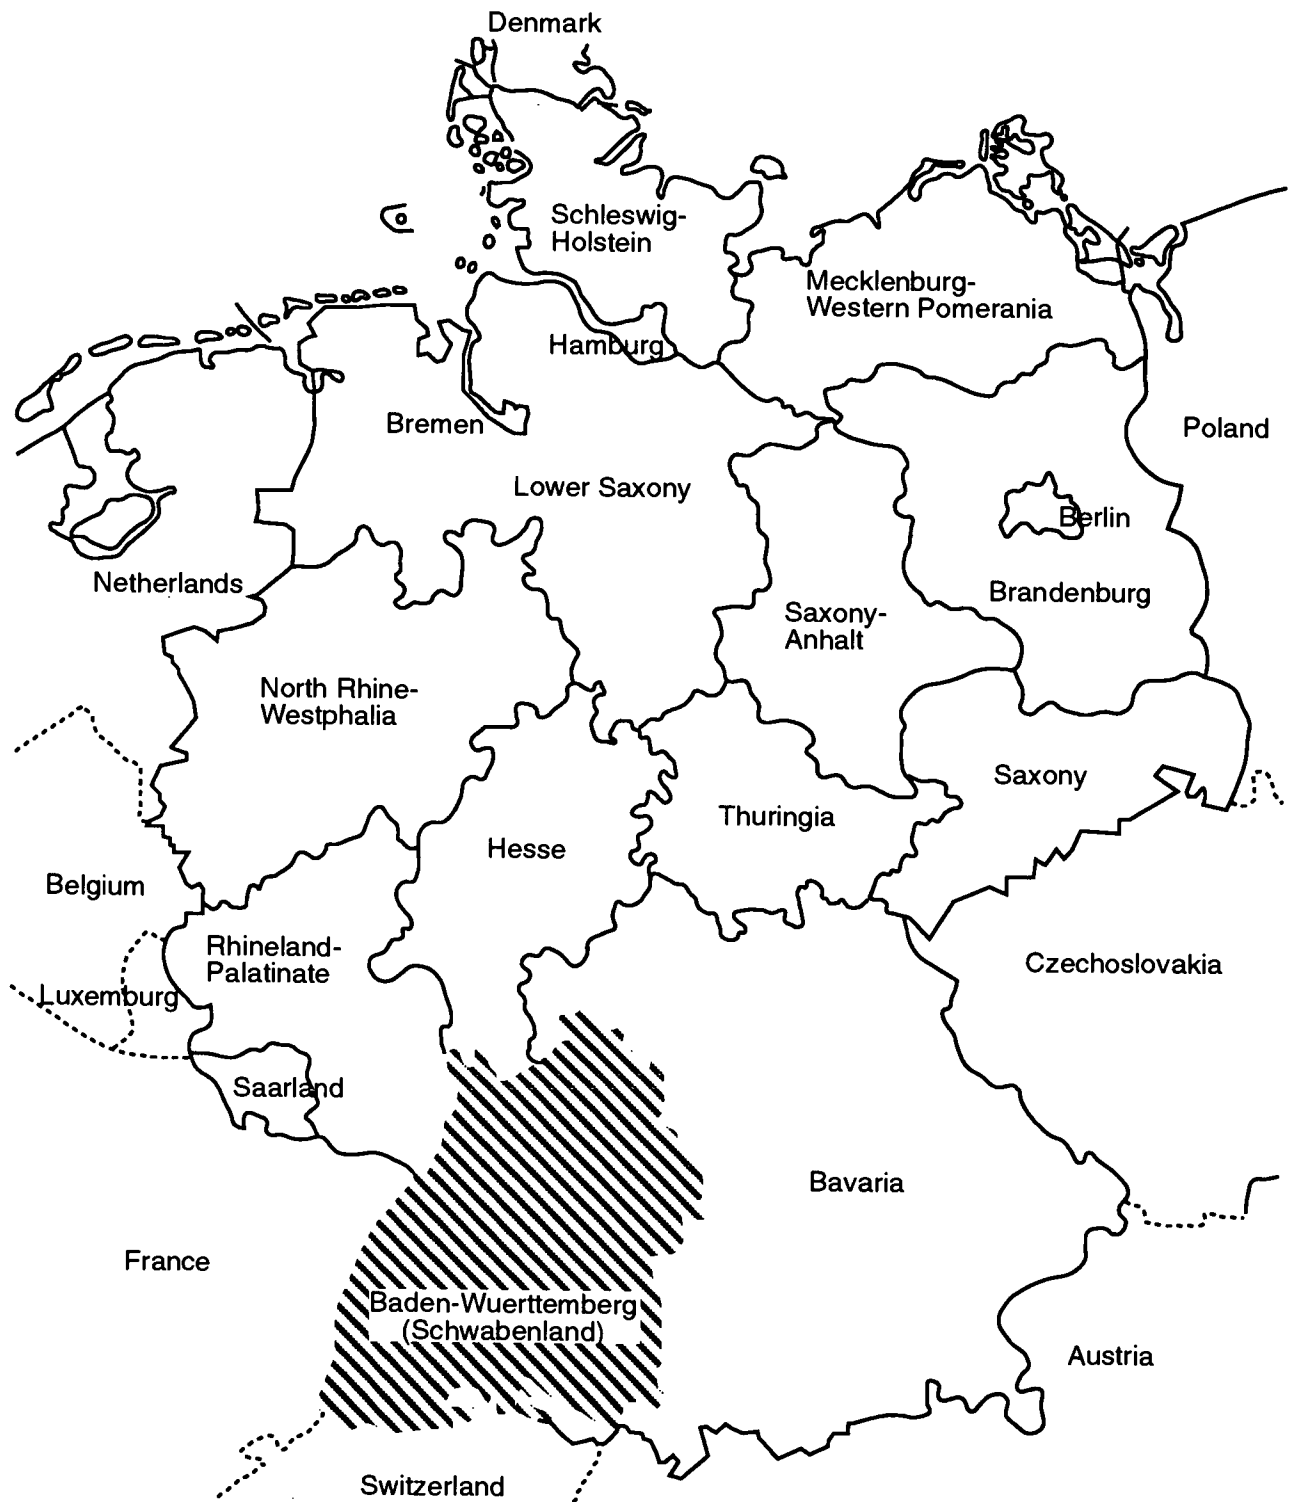 Denmark
Schleswig-
Holstein
Mecklenburg-
Western Pomerania
Hamburg
Bremen
Poland
Lower Saxony
Berlin
Netherlands
Brandenburg
Saxony-
Anhalt
North Rhine-
Westphalia
Saxony
Thuringia
Hesse
Belgium
Rhineland-
Palatinate
Czechoslovakia
Luxemburg
Saarland
Bavaria
France
Baden-Wuerttemberg
(Schwabenland)
Austria
Switzerland